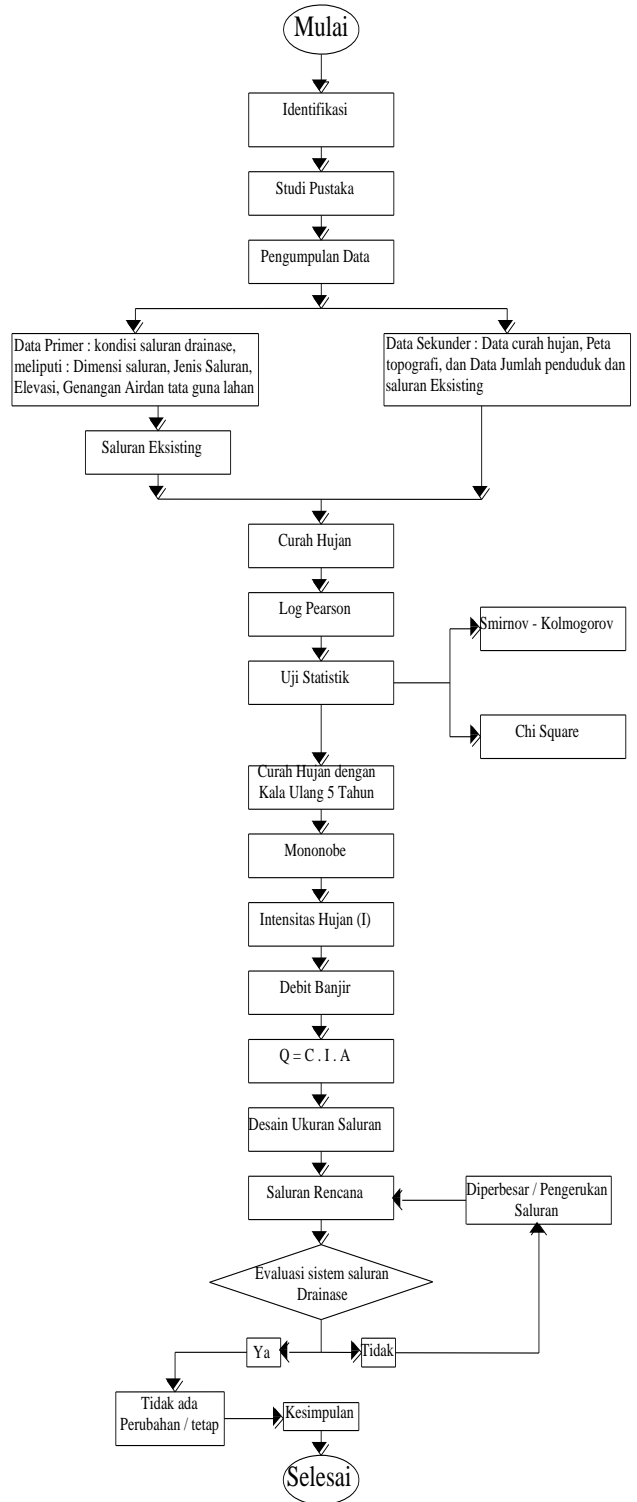 Mulai
Identifikasi
Studi Pustaka
Pengumpulan Data
Data Primer : kondisi saluran drainase,
meliputi : Dimensi saluran, Jenis Saluran,
Elevasi, Genangan Airdan tata guna lahan
Data Sekunder : Data curah hujan, Peta
topografi, dan Data Jumlah penduduk dan
saluran Eksisting
Saluran Eksisting
Curah Hujan
Log Pearson
Uji Statistik
Smirnov - Kolmogorov
Chi Square
Curah Hujan dengan
Kala Ulang 5 Tahun
Mononobe
Intensitas Hujan (I)
Debit Banjir
Q = C . I . A
Desain Ukuran Saluran
Saluran Rencana
Diperbesar / Pengerukan
Saluran
Evaluasi sistem saluran
Drainase
Ya
Tidak
Tidak ada
Perubahan / tetap
Kesimpulan
Selesai